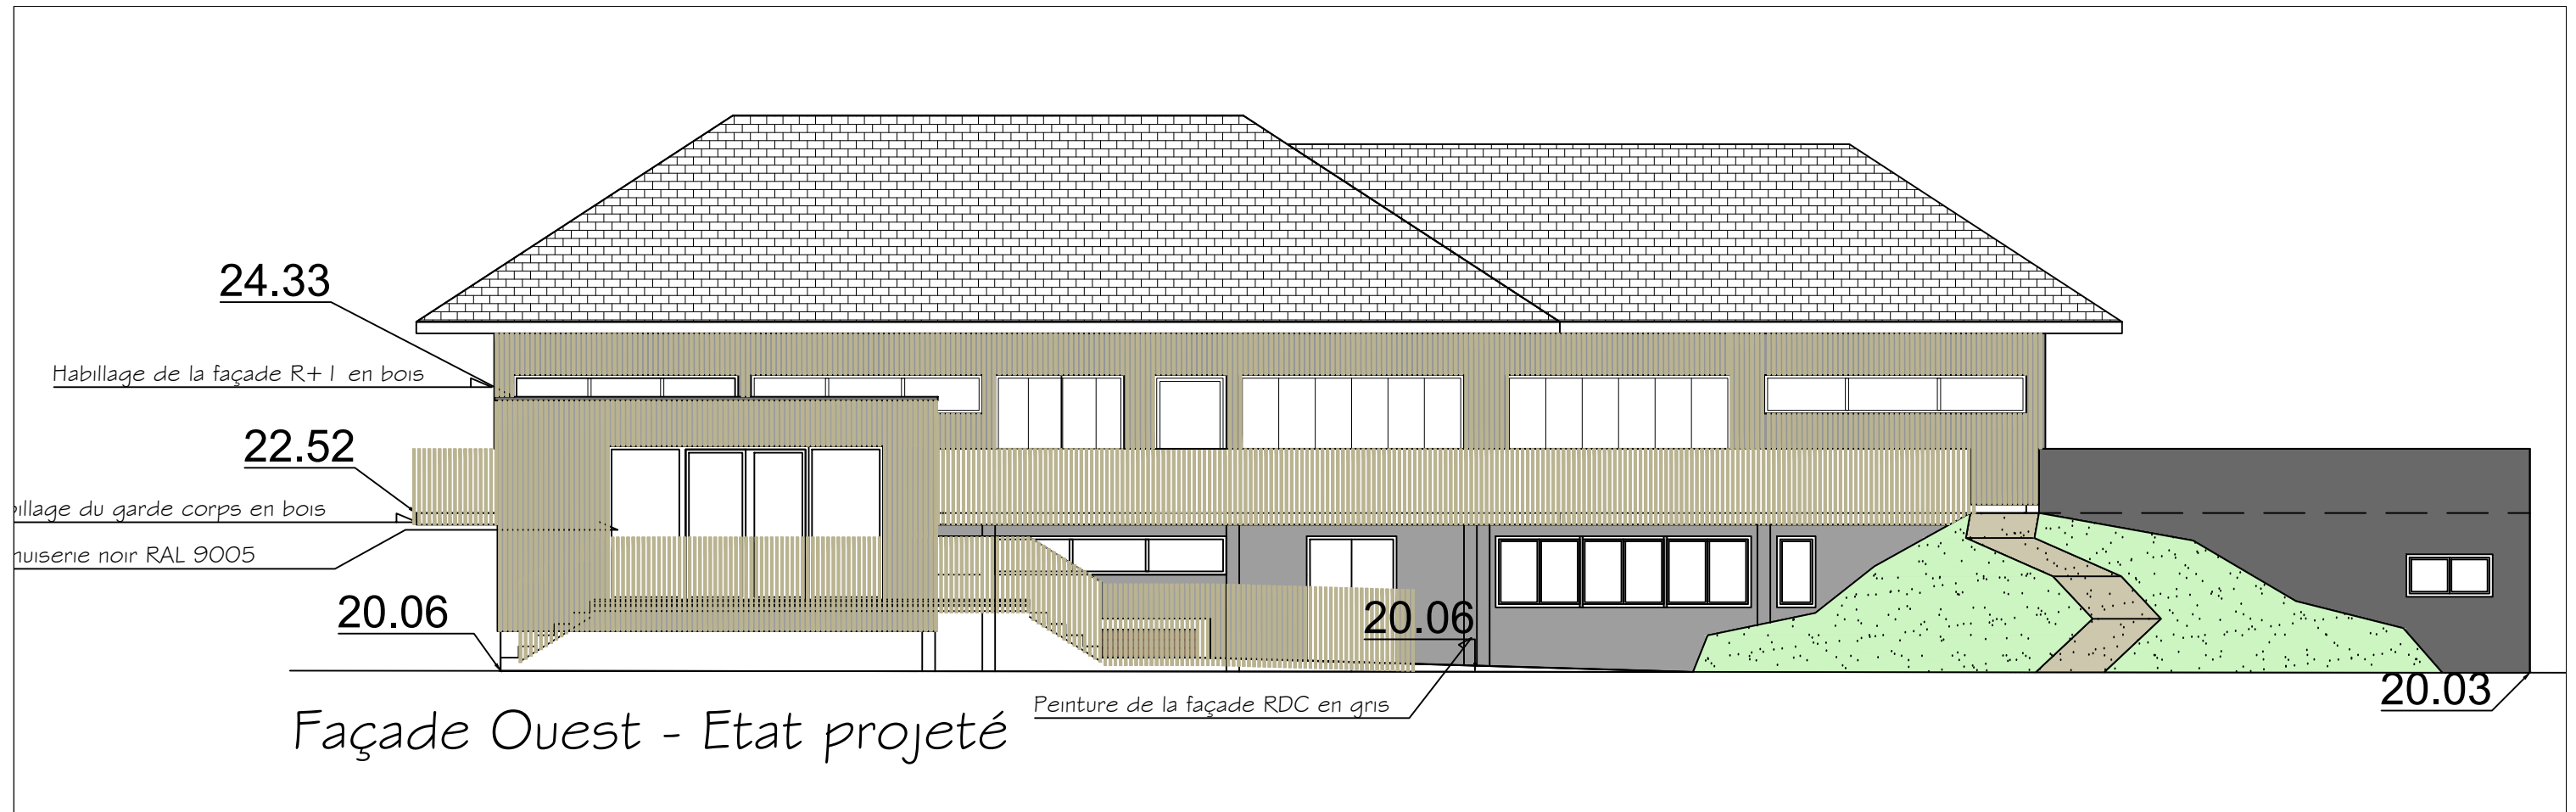 24.33
Habillage de la façade R+1 en bois
22.52
illage du garde corps en bois
nuiserie noir RAL 9005
20.06
20.06
Peinture de la façade RDC en gris
20.03
Façade Ouest - Etat projeté